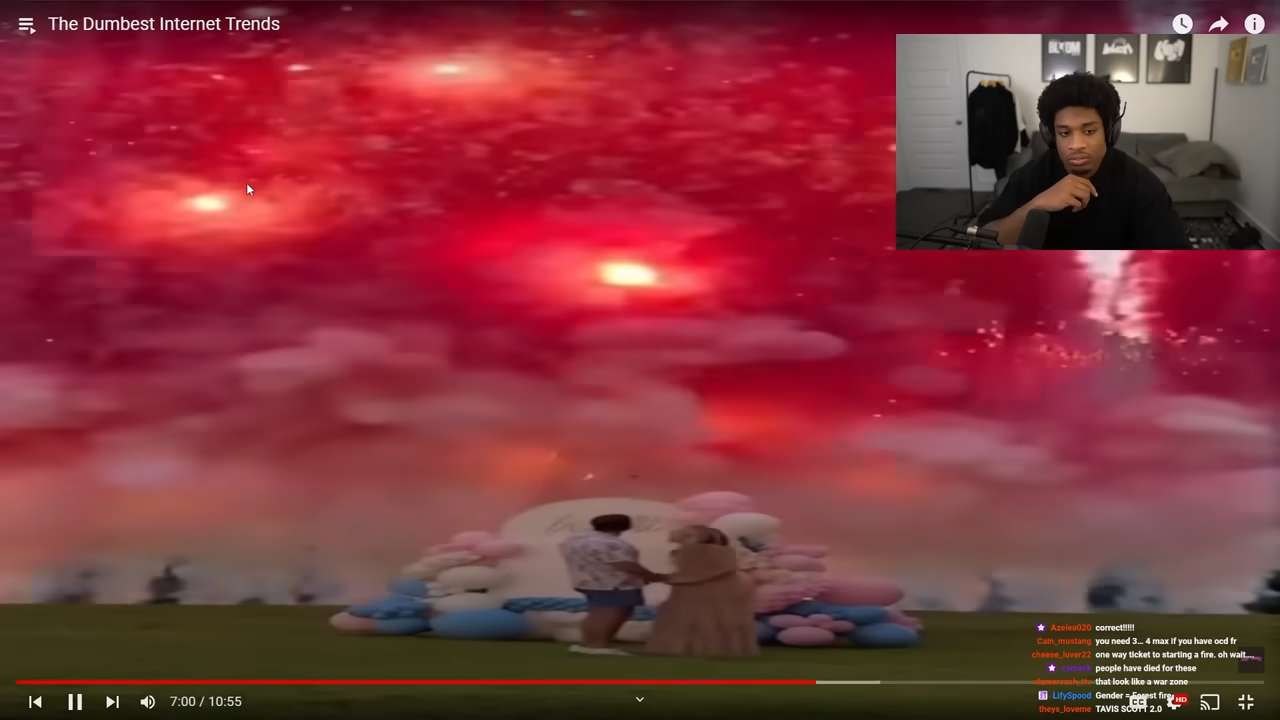 The Dumbest Internet Trends
Azelea020 correct!!!!!
Cain_mustang you need 3... 4 max if you have ocd fr
cheese_luver22 one way ticket to starting a fire. oh wait...
people have died for these
that look like a war zone
LifySpood Gender = Forest fire
theys_loveme TAVIS SCOTT 2.0
7:00 / 10:55
HD